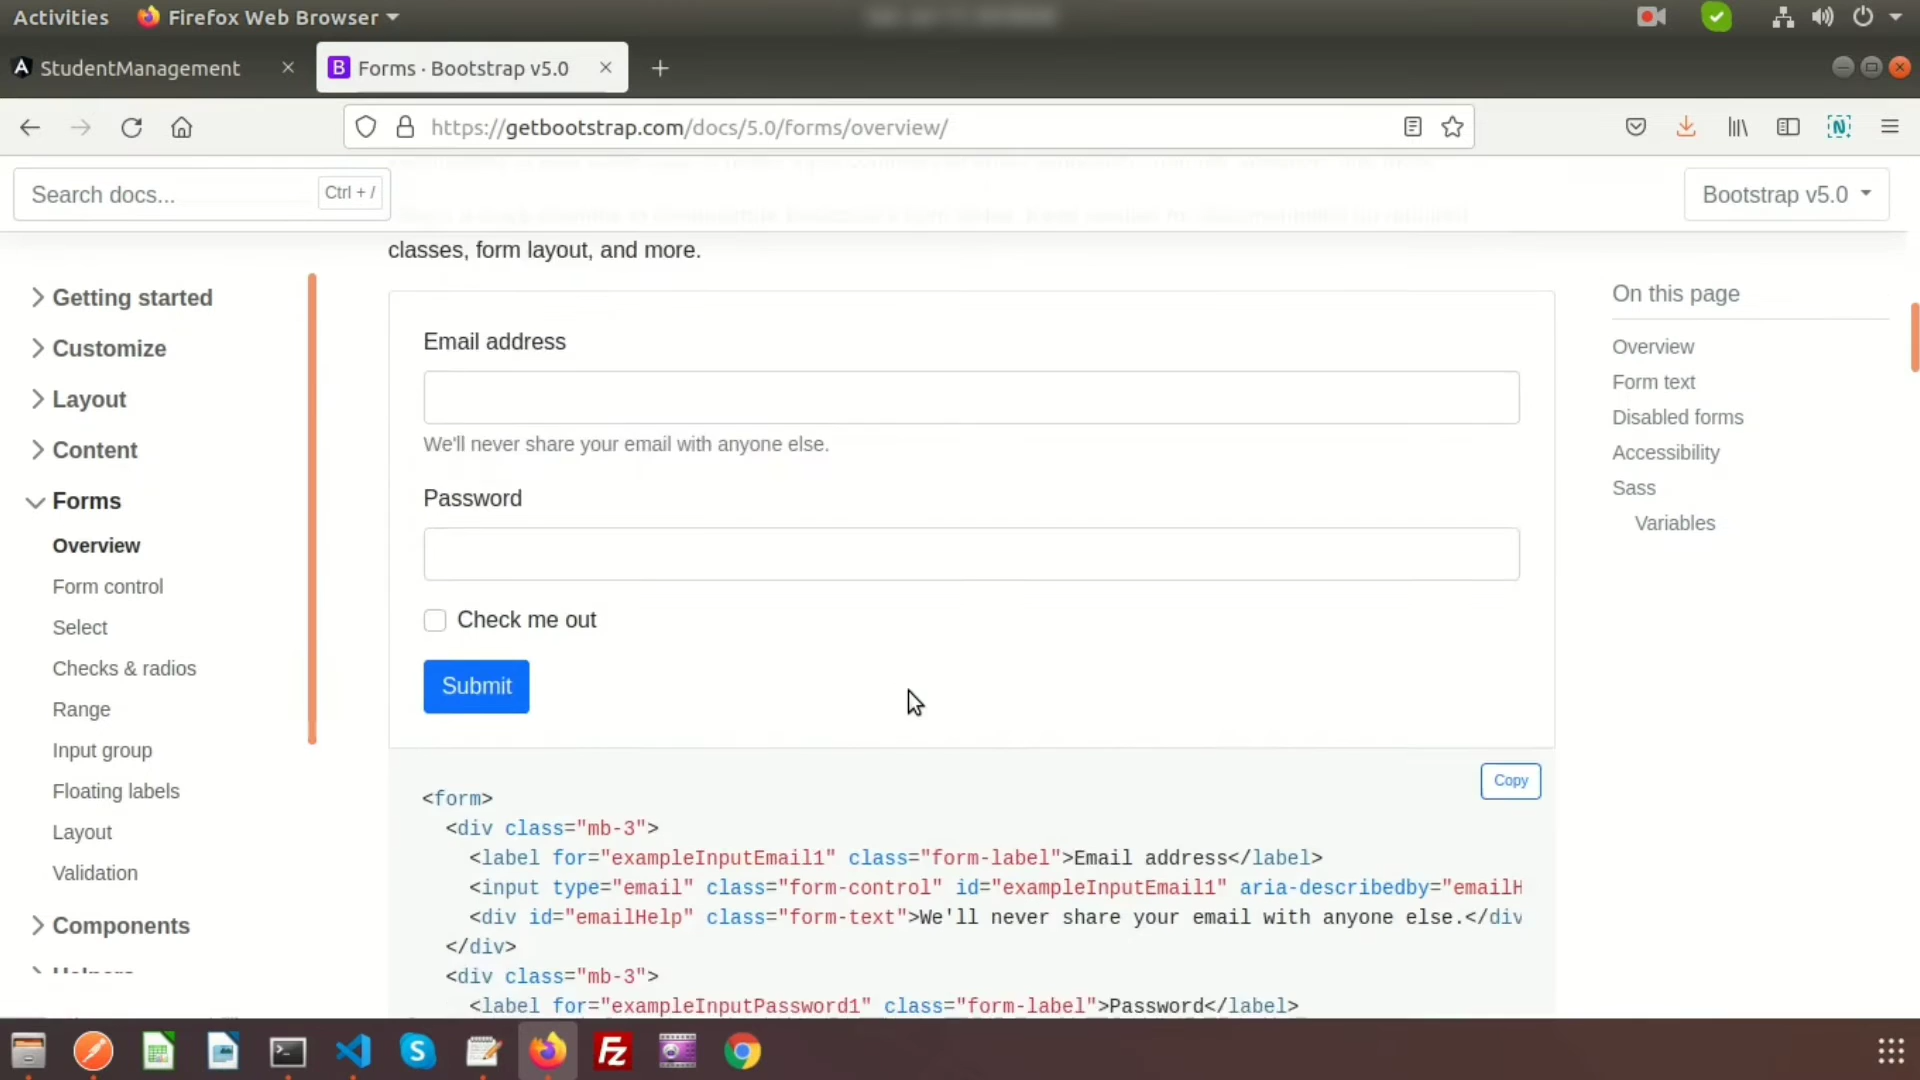 Activities
Firefox Web Browser
StudentManagement
Forms · Bootstrap v5.0
https://getbootstrap.com/docs/5.0/forms/overview/
Search docs...
Ctrl + /
Bootstrap v5.0
classes, form layout, and more.
Getting started
Customize
Layout
Content
Forms
Overview
Form control
Select
Checks & radios
Range
Input group
Floating labels
Layout
Validation
Components
Helpers
Email address
We'll never share your email with anyone else.
Password
Check me out
Submit
Copy
<form>
<div class="mb-3">
<label for="exampleInputEmail1" class="form-label">Email address</label>
<input type="email" class="form-control" id="exampleInputEmail1" aria-describedby="emailH
<div id="emailHelp" class="form-text">We'll never share your email with anyone else.</div
</div>
<div class="mb-3">
<label for="exampleInputPassword1" class="form-label">Password</label>
On this page
Overview
Form text
Disabled forms
Accessibility
Sass
Variables